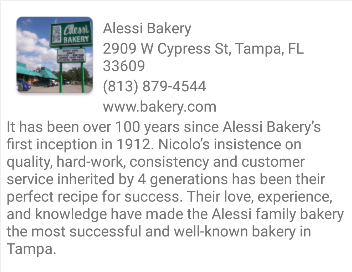 Alessi
BAKERY
Alessi Bakery
2909 W Cypress St, Tampa, FL
33609
(813) 879-4544
www.bakery.com
It has been over 100 years since Alessi Bakery's
first inception in 1912. Nicolo's insistence on
quality, hard-work, consistency and customer
service inherited by 4 generations has been their
perfect recipe for success. Their love, experience,
and knowledge have made the Alessi family bakery
the most successful and well-known bakery in
Tampa.